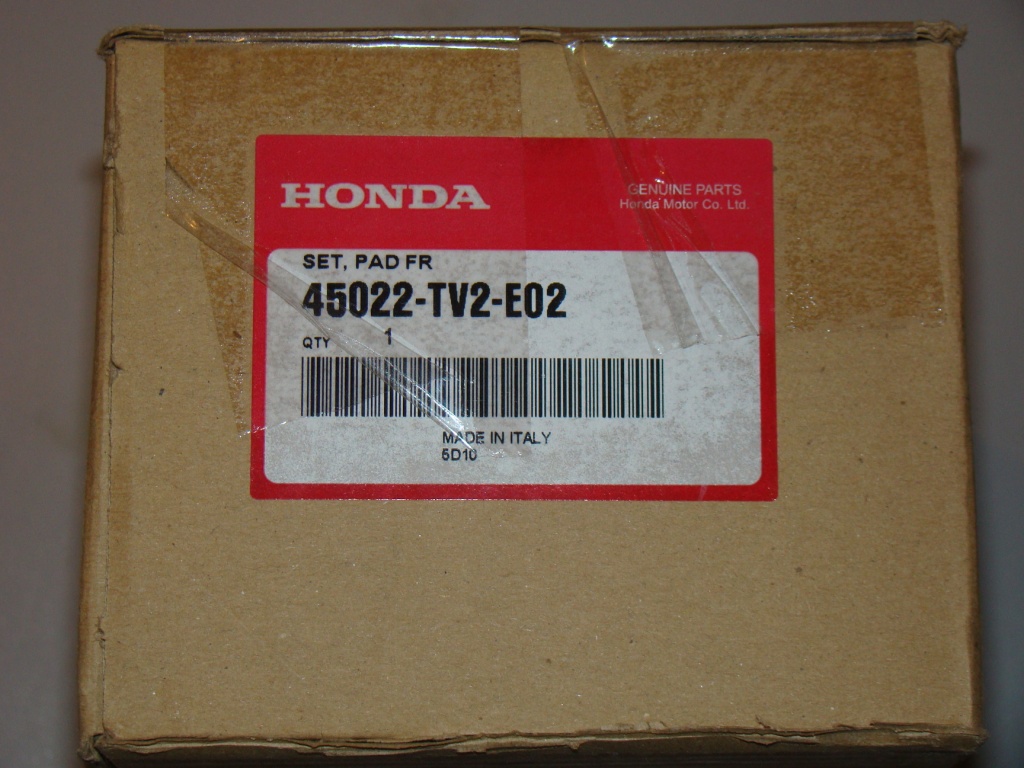 HONDA
GENUINE PARTS
Honda Motor Co. Ltd.
SET, PAD FR
45022-TV2-E02
QTY 1
MADE IN ITALY
5D10